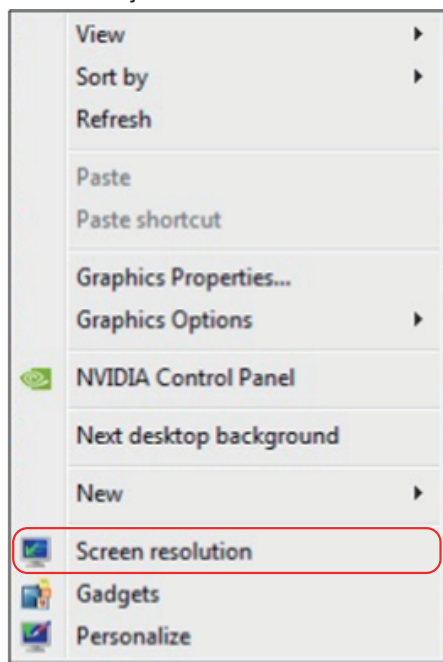 View
Sort by
Refresh
Paste
Paste shortcut
Graphics Properties...
Graphics Options
NVIDIA Control Panel
Next desktop background
New
Screen resolution
Gadgets
Personalize